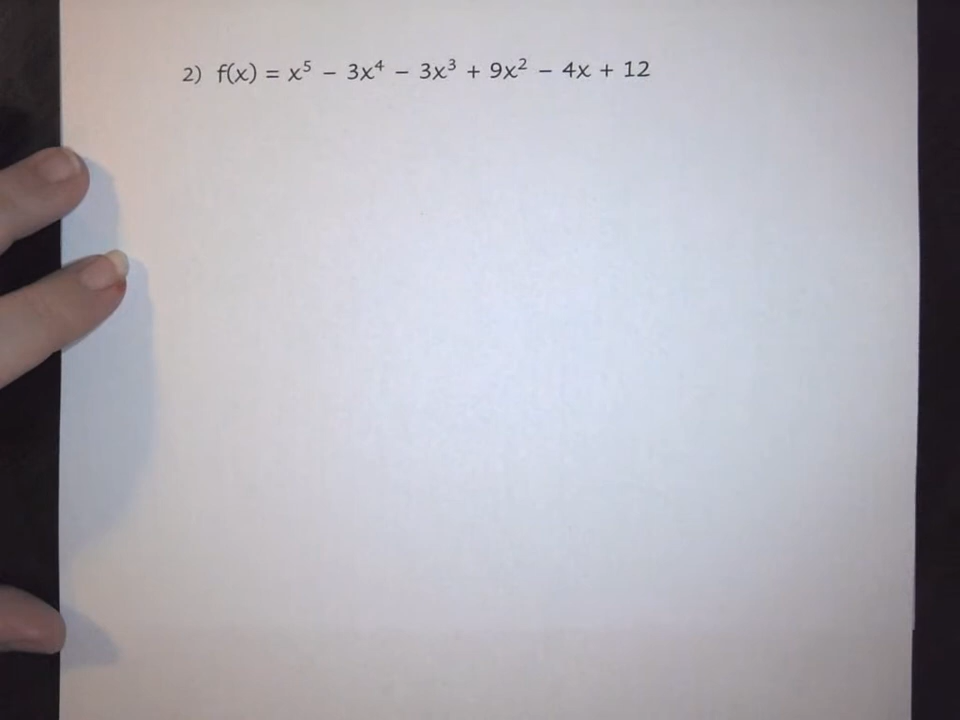 2) f(x) = x⁵ – 3x⁴ – 3x³ + 9x² – 4x + 12